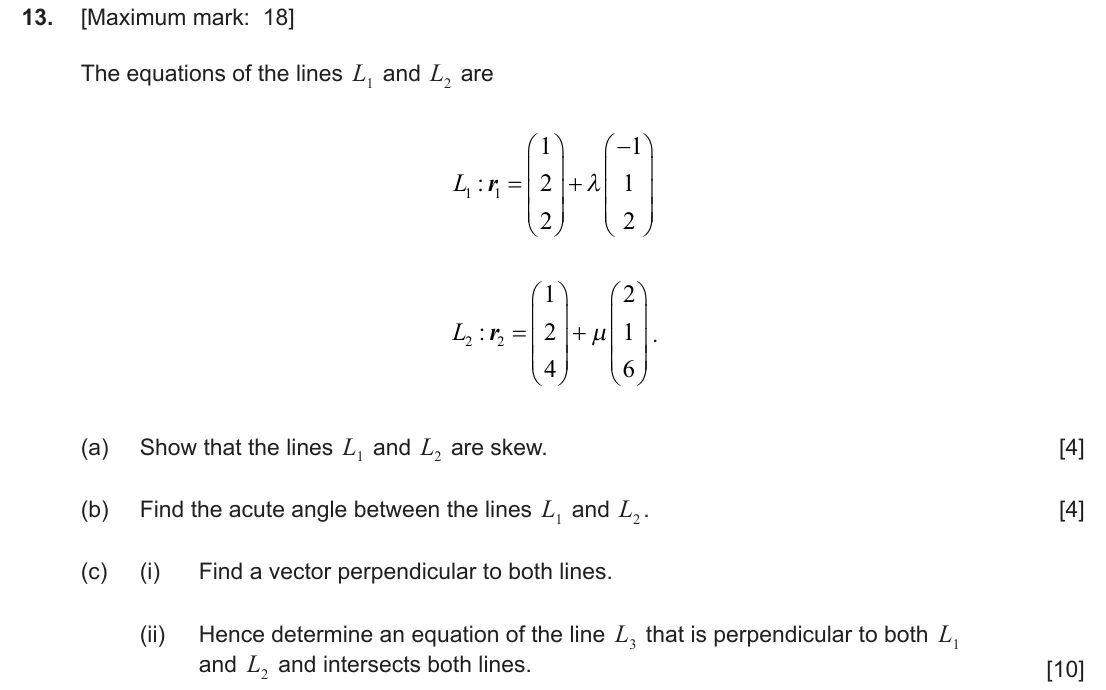 13. [Maximum mark: 18]
The equations of the lines L₁ and L₂ are
L₁ : r₁ = (1 2 2) + λ (−1 1 2)
L₂ : r₂ = (1 2 4) + μ (2 1 6) .
(a) Show that the lines L₁ and L₂ are skew. [4]
(b) Find the acute angle between the lines L₁ and L₂. [4]
(c) (i) Find a vector perpendicular to both lines.
(ii) Hence determine an equation of the line L₃ that is perpendicular to both L₁
and L₂ and intersects both lines. [10]